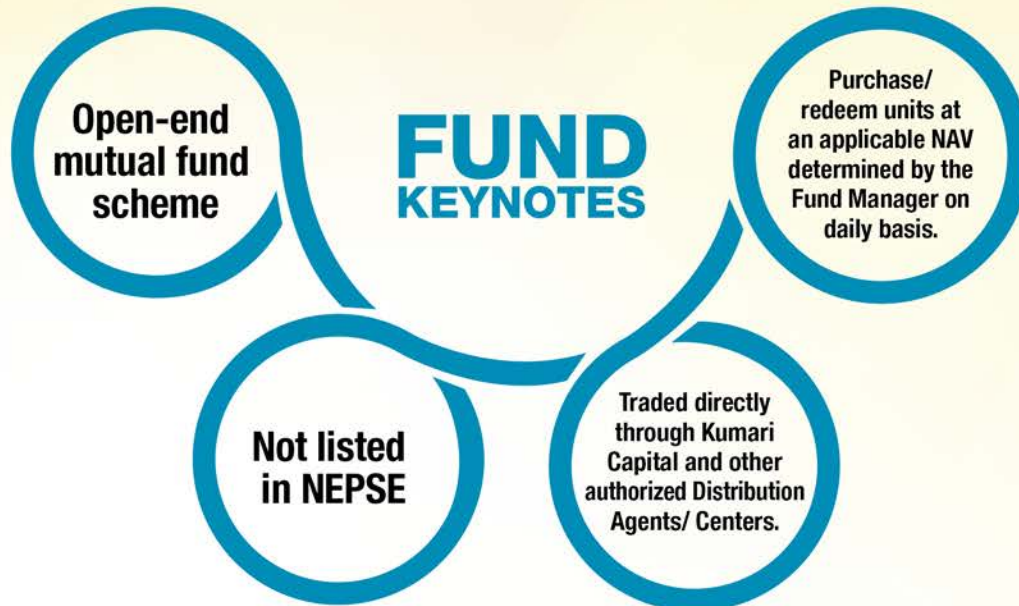 FUND
KEYNOTES
Open-end
mutual fund
scheme
Not listed
in NEPSE
Traded directly
through Kumari
Capital and other
authorized Distribution
Agents/ Centers.
Purchase/
redeem units at
an applicable NAV
determined by the
Fund Manager on
daily basis.